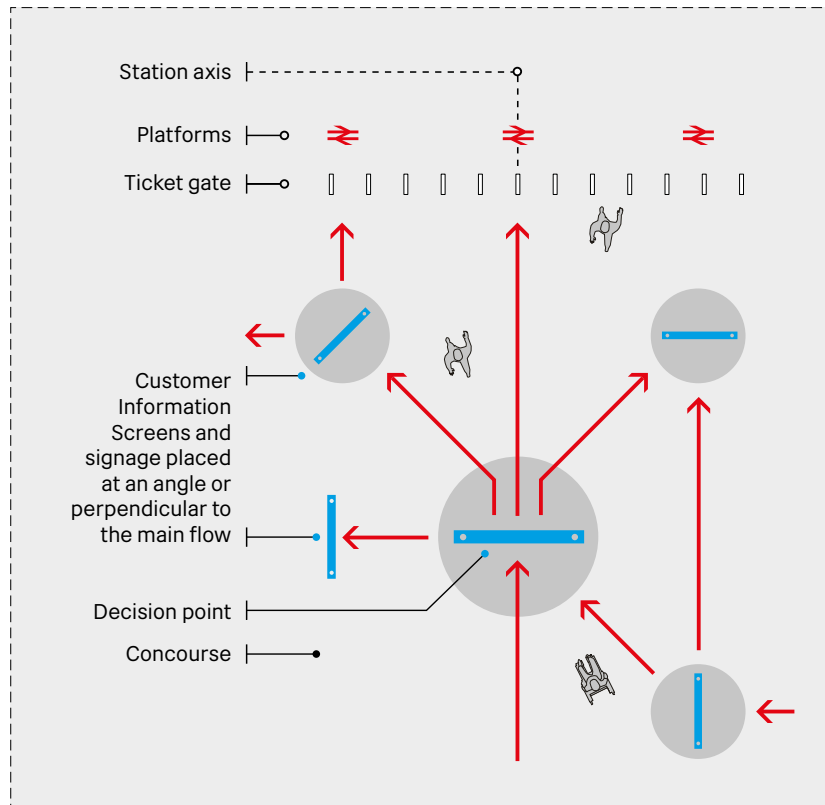 Station axis
Platforms
Ticket gate
Customer
Information
Screens and
signage placed
at an angle or
perpendicular to
the main flow
Decision point
Concourse